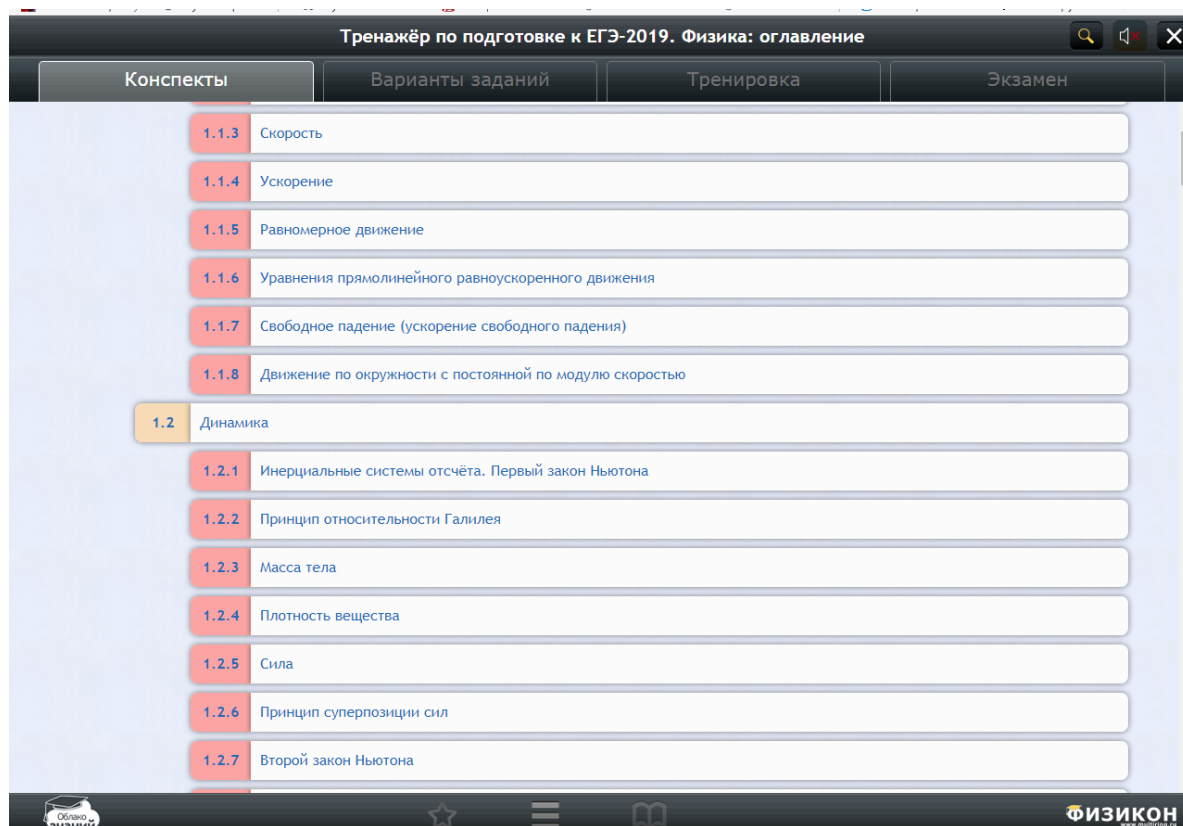 Тренажёр по подготовке к ЕГЭ-2019. Физика: оглавление
Конспекты Варианты заданий Тренировка Экзамен
1.1.3 Скорость
1.1.4 Ускорение
1.1.5 Равномерное движение
1.1.6 Уравнения прямолинейного равноускоренного движения
1.1.7 Свободное падение (ускорение свободного падения)
1.1.8 Движение по окружности с постоянной по модулю скоростью
1.2 Динамика
1.2.1 Инерциальные системы отсчёта. Первый закон Ньютона
1.2.2 Принцип относительности Галилея
1.2.3 Масса тела
1.2.4 Плотность вещества
1.2.5 Сила
1.2.6 Принцип суперпозиции сил
1.2.7 Второй закон Ньютона
Облако
знаний
ФИЗИКОН
www.multiring.ru